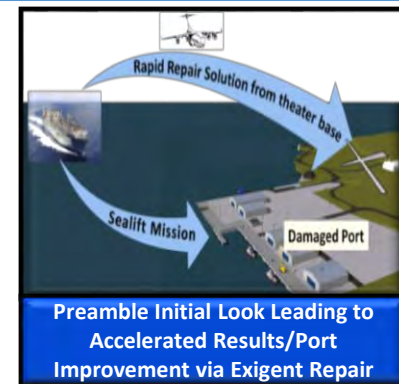 Rapid Repair Solution from theater base
Sealift Mission
Damaged Port
Preamble Initial Look Leading to
Accelerated Results/Port
Improvement via Exigent Repair